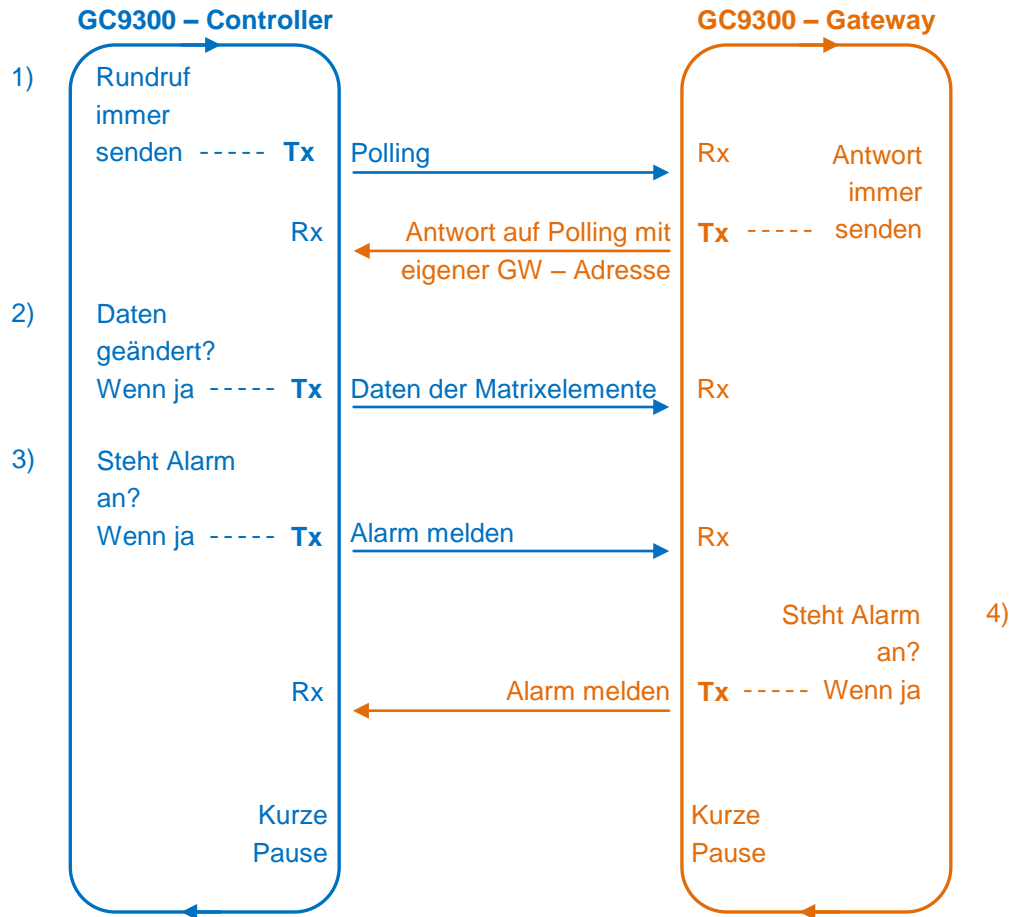 GC9300 – Controller
GC9300 – Gateway
1)
Rundruf
immer
senden ----- Tx
Polling
Rx
Antwort
immer
senden
Rx
Antwort auf Polling mit
eigener GW – Adresse
Tx -----
2)
Daten
geändert?
Wenn ja ----- Tx
Daten der Matrixelemente
Rx
3)
Steht Alarm
an?
Wenn ja ----- Tx
Alarm melden
Rx
Steht Alarm
an?
4)
Rx
Alarm melden
Tx ----- Wenn ja
Kurze
Pause
Kurze
Pause